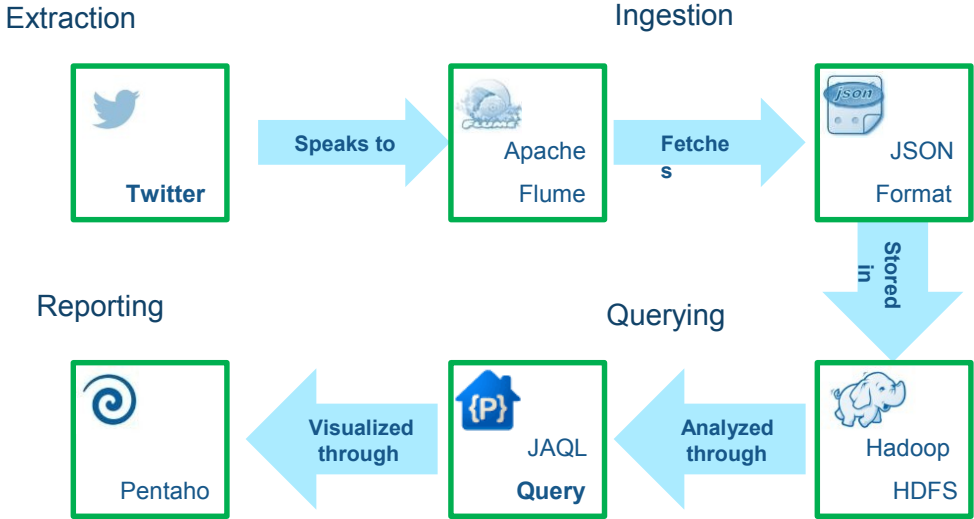 Extraction
Ingestion
Twitter
Speaks to
Apache
Flume
Fetche
s
json
JSON
Format
Stored
in
Reporting
Querying
Pentaho
Visualized
through
{P}
JAQL
Query
Analyzed
through
Hadoop
HDFS